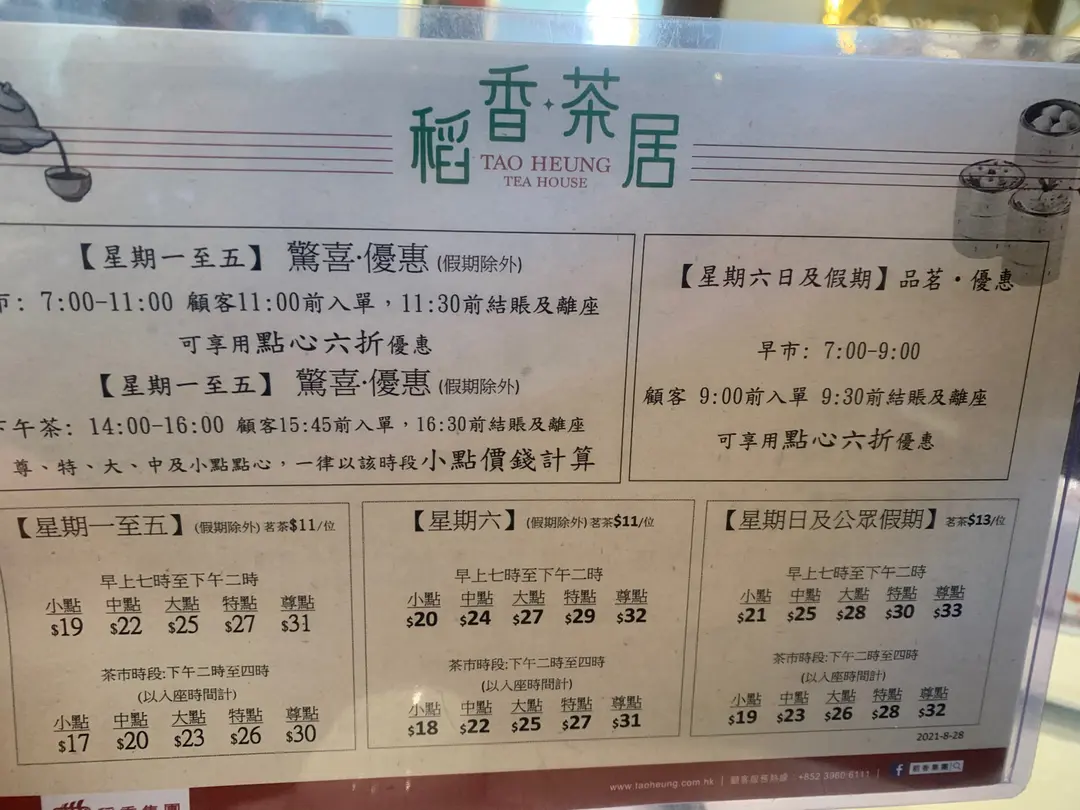 稻香·茶居
TAO HEUNG
TEA HOUSE
【星期一至五】 驚喜·優惠 (假期除外)
市: 7:00-11:00 顧客11:00前入單，11:30前結賬及離座
可享用點心六折優惠
【星期一至五】 驚喜·優惠 (假期除外)
下午茶: 14:00-16:00 顧客15:45前入單，16:30前結賬及離座
尊、特、大、中及小點點心，一律以該時段小點價錢計算
【星期六日及假期】品茗·優惠
早市: 7:00-9:00
顧客 9:00前入單 9:30前結賬及離座
可享用點心六折優惠
【星期一至五】(假期除外) 茗茶$11/位
早上七時至下午二時
小點 中點 大點 特點 尊點
$19 $22 $25 $27 $31
茶市時段:下午二時至四時
(以入座時間計)
小點 中點 大點 特點 尊點
$17 $20 $23 $26 $30
【星期六】(假期除外) 茗茶$11/位
早上七時至下午二時
小點 中點 大點 特點 尊點
$20 $24 $27 $29 $32
茶市時段:下午二時至四時
(以入座時間計)
小點 中點 大點 特點 尊點
$18 $22 $25 $27 $31
【星期日及公眾假期】茗茶$13/位
早上七時至下午二時
小點 中點 大點 特點 尊點
$21 $25 $28 $30 $33
茶市時段:下午二時至四時
(以入座時間計)
小點 中點 大點 特點 尊點
$19 $23 $26 $28 $32
2021-8-28
www.taoheung.com.hk | 顧客服務熱線 : +852 3960 6111 | f 稻香集團
稻香集團